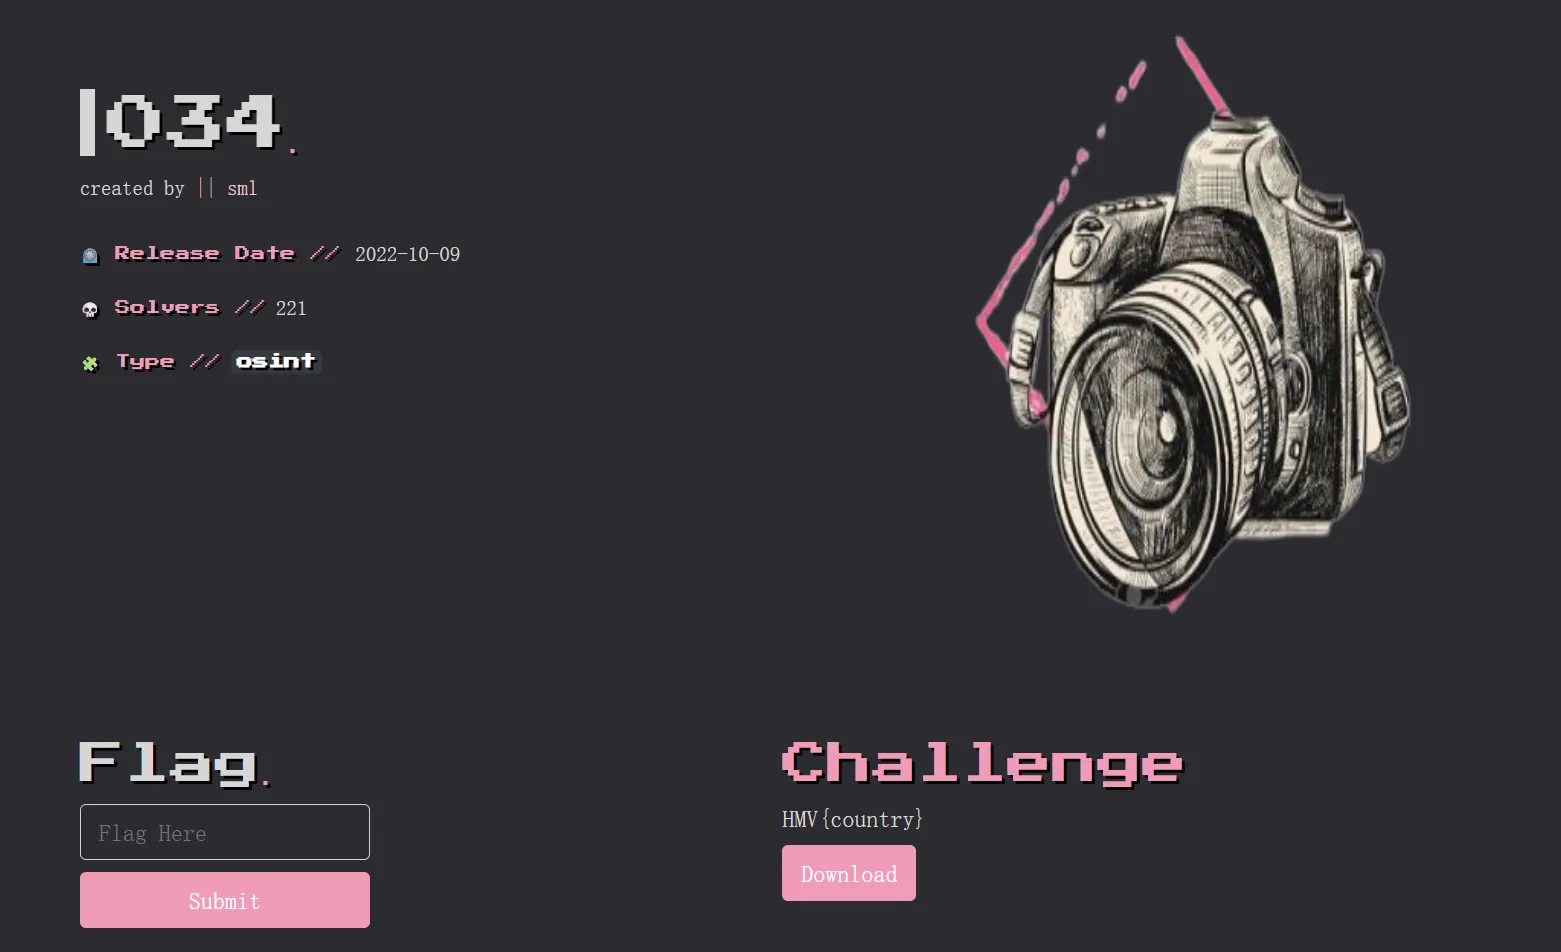 034.
created by || sml
Release Date // 2022-10-09
Solvers // 221
Type // osint
Flag.
Flag Here
Submit
Challenge
HMV{country}
Download